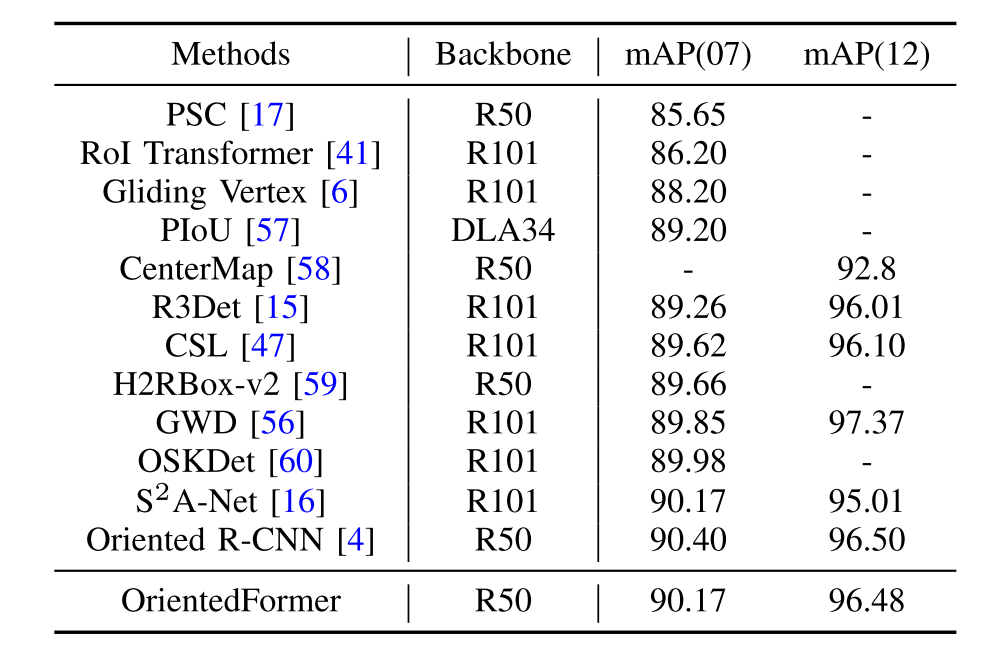 Methods Backbone mAP(07) mAP(12)
PSC [17] R50 85.65 -
RoI Transformer [41] R101 86.20 -
Gliding Vertex [6] R101 88.20 -
PIoU [57] DLA34 89.20 -
CenterMap [58] R50 - 92.8
R3Det [15] R101 89.26 96.01
CSL [47] R101 89.62 96.10
H2RBox-v2 [59] R50 89.66 -
GWD [56] R101 89.85 97.37
OSKDet [60] R101 89.98 -
S²A-Net [16] R101 90.17 95.01
Oriented R-CNN [4] R50 90.40 96.50
OrientedFormer R50 90.17 96.48